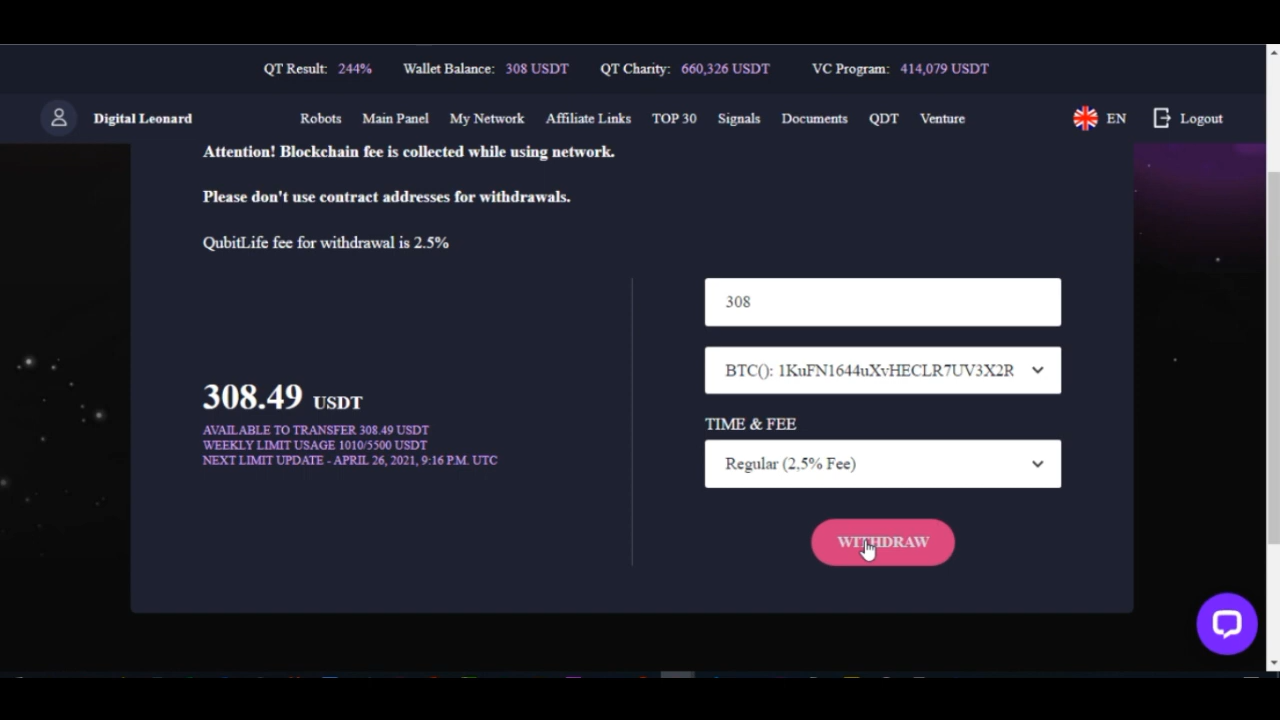 QT Result: 244% Wallet Balance: 308 USDT QT Charity: 660,326 USDT VC Program: 414,079 USDT
Digital Leonard Robots Main Panel My Network Affiliate Links TOP 30 Signals Documents QDT Venture EN Logout
Attention! Blockchain fee is collected while using network.
Please don't use contract addresses for withdrawals.
QubitLife fee for withdrawal is 2.5%
308
BTC(): 1KuFN1644uXvHECLR7UV3X2R
308.49 USDT
AVAILABLE TO TRANSFER 308.49 USDT
WEEKLY LIMIT USAGE 1010/5500 USDT
NEXT LIMIT UPDATE - APRIL 26, 2021, 9:16 P.M. UTC
TIME & FEE
Regular (2,5% Fee)
WITHDRAW